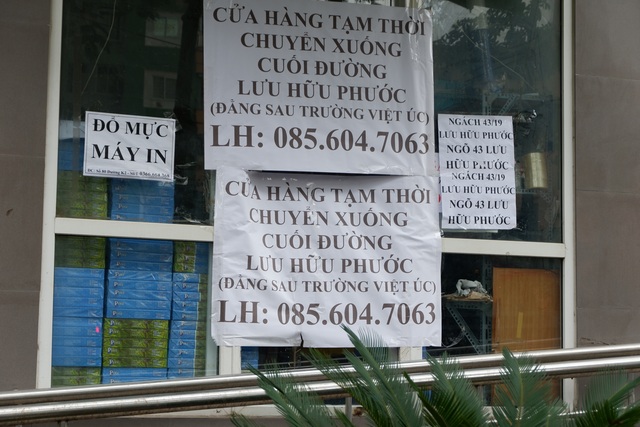 CỬA HÀNG TẠM THỜI
CHUYỂN XUỐNG
CUỐI ĐƯỜNG
LƯU HỮU PHƯỚC
(ĐẰNG SAU TRƯỜNG VIỆT ÚC)
LH: 085.604.7063
ĐỔ MỰC
MÁY IN
NGÁCH 43/19
LƯU HỮU PHƯỚC
NGÕ 43 LƯU
HỮU PHƯỚC
NGÁCH 43/19
LƯU HỮU PHƯỚC
NGÕ 43 LƯU
HỮU PHƯỚC
CỬA HÀNG TẠM THỜI
CHUYỂN XUỐNG
CUỐI ĐƯỜNG
LƯU HỮU PHƯỚC
(ĐẰNG SAU TRƯỜNG VIỆT ÚC)
LH: 085.604.7063